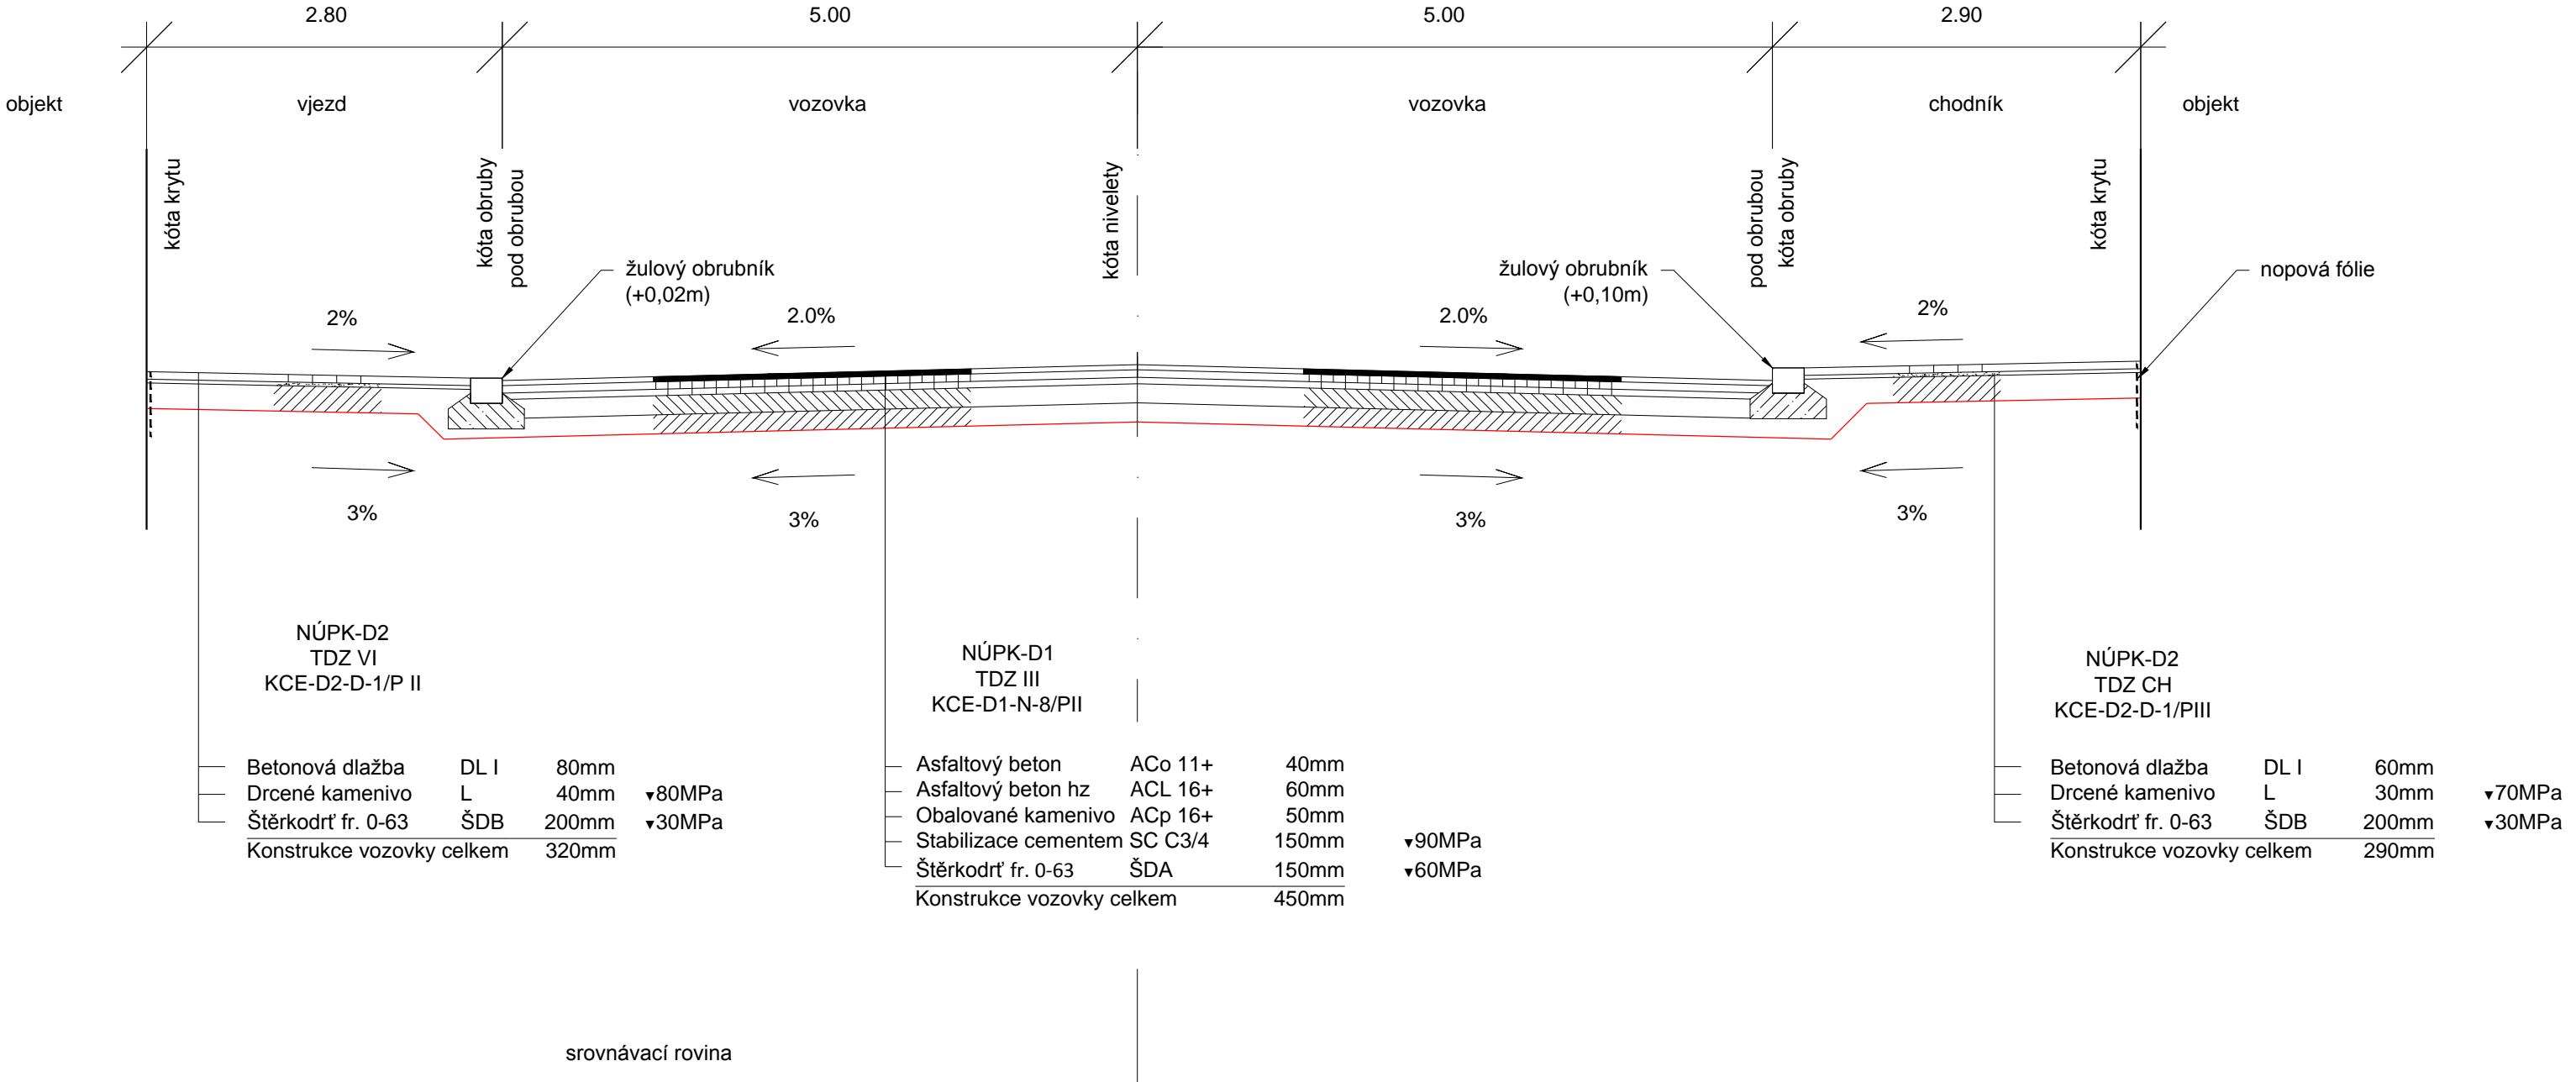 2.80 5.00 5.00 2.90
objekt vjezd vozovka vozovka chodník objekt
kóta krytu
kóta obruby
pod obrubou
kóta nivelety
pod obrubou
kóta obruby
kóta krytu
žulový obrubník
(+0,02m)
žulový obrubník
(+0,10m)
nopová fólie
2% 2.0% 2.0% 2%
3% 3% 3% 3%
NÚPK-D2
TDZ VI
KCE-D2-D-1/P II
Betonová dlažba DL I 80mm
Drcené kamenivo L 40mm ▼80MPa
Štěrkodrť fr. 0-63 ŠDB 200mm ▼30MPa
Konstrukce vozovky celkem 320mm
NÚPK-D1
TDZ III
KCE-D1-N-8/PII
Asfaltový beton ACo 11+ 40mm
Asfaltový beton hz ACL 16+ 60mm
Obalované kamenivo ACp 16+ 50mm
Stabilizace cementem SC C3/4 150mm ▼90MPa
Štěrkodrť fr. 0-63 ŠDA 150mm ▼60MPa
Konstrukce vozovky celkem 450mm
NÚPK-D2
TDZ CH
KCE-D2-D-1/PIII
Betonová dlažba DL I 60mm
Drcené kamenivo L 30mm ▼70MPa
Štěrkodrť fr. 0-63 ŠDB 200mm ▼30MPa
Konstrukce vozovky celkem 290mm
srovnávací rovina